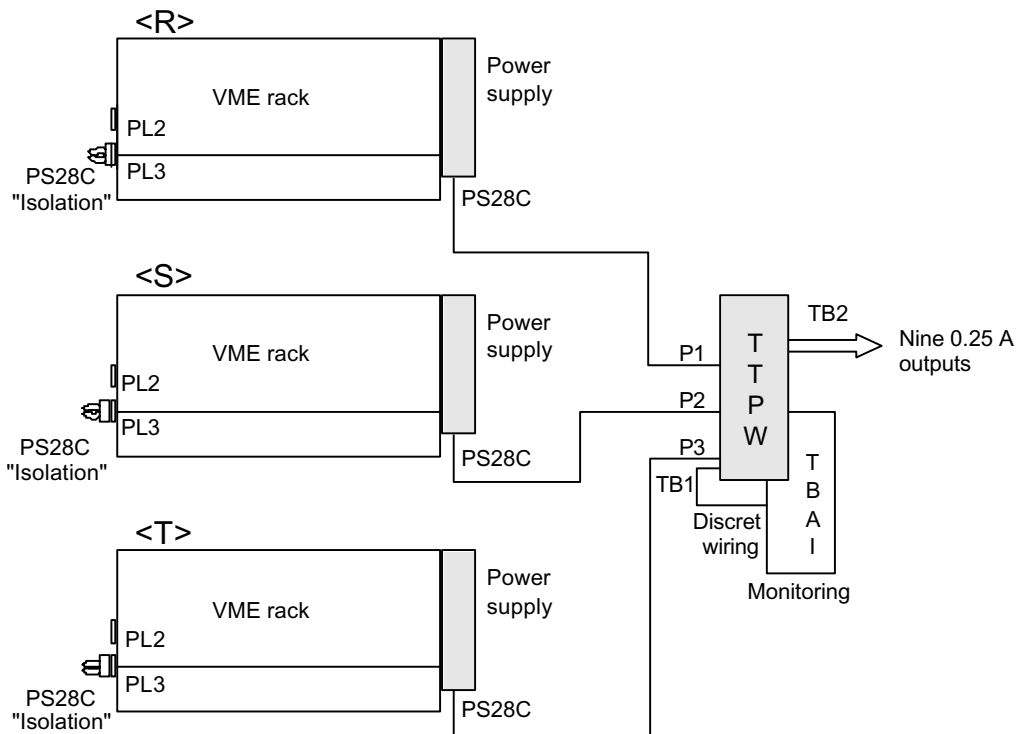 <R>
VME rack
Power
supply
PL2
PL3
PS28C
"Isolation"
PS28C
<S>
VME rack
Power
supply
PL2
PL3
PS28C
"Isolation"
PS28C
<T>
VME rack
Power
supply
PL2
PL3
PS28C
"Isolation"
PS28C
P1
P2
P3
TB1
TTPW
TB2
Nine 0.25 A
outputs
TBAI
Discret
wiring
Monitoring